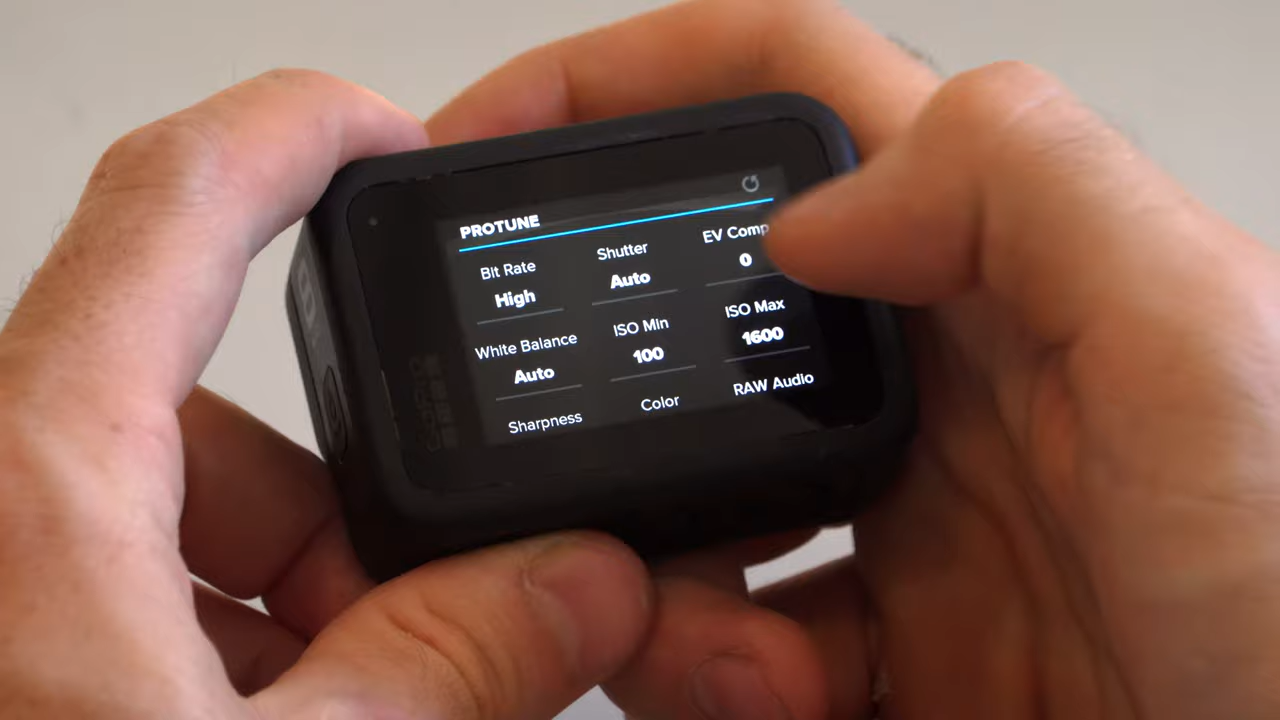 PROTUNE
Bit Rate Shutter EV Comp
High Auto 0
White Balance ISO Min ISO Max
Auto 100 1600
Sharpness Color RAW Audio